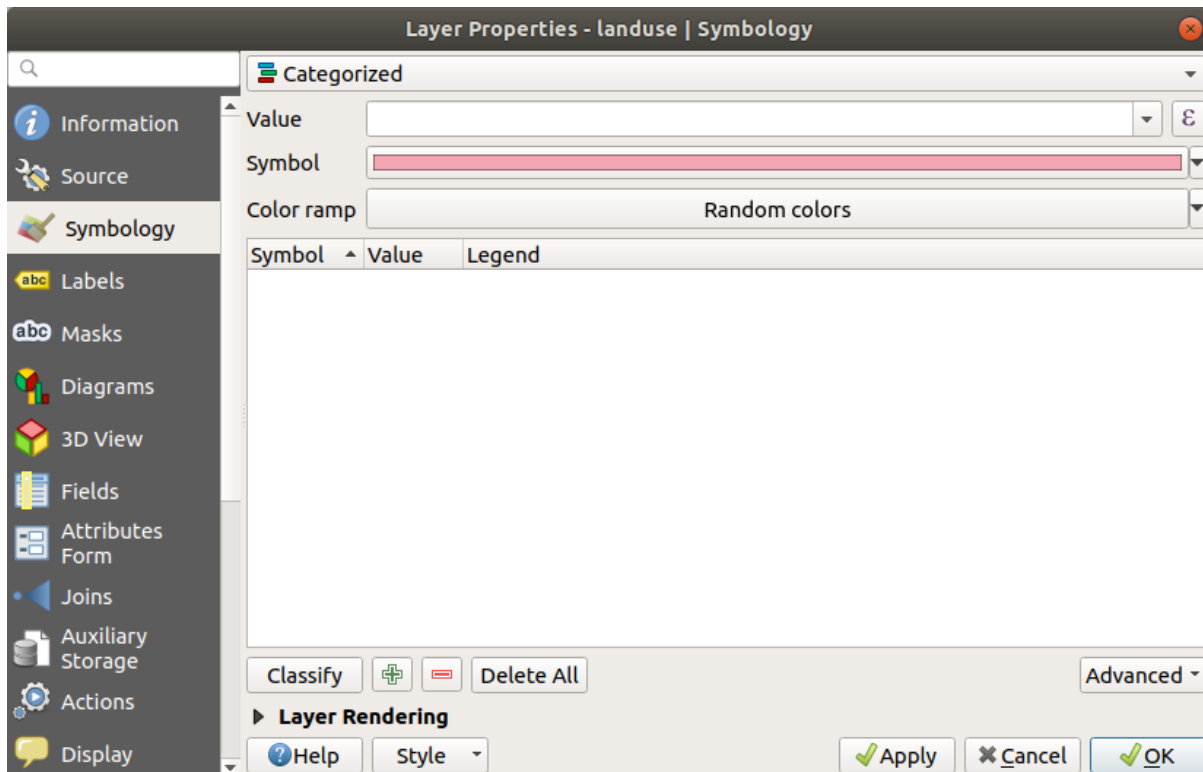 Layer Properties - landuse | Symbology
Information
Source
Symbology
abc Labels
abc Masks
Diagrams
3D View
Fields
Attributes
Form
Joins
Auxiliary
Storage
Actions
Display
Categorized
Value
ε
Symbol
Color ramp Random colors
Symbol Value Legend
Classify Delete All Advanced
Layer Rendering
Help Style Apply Cancel OK